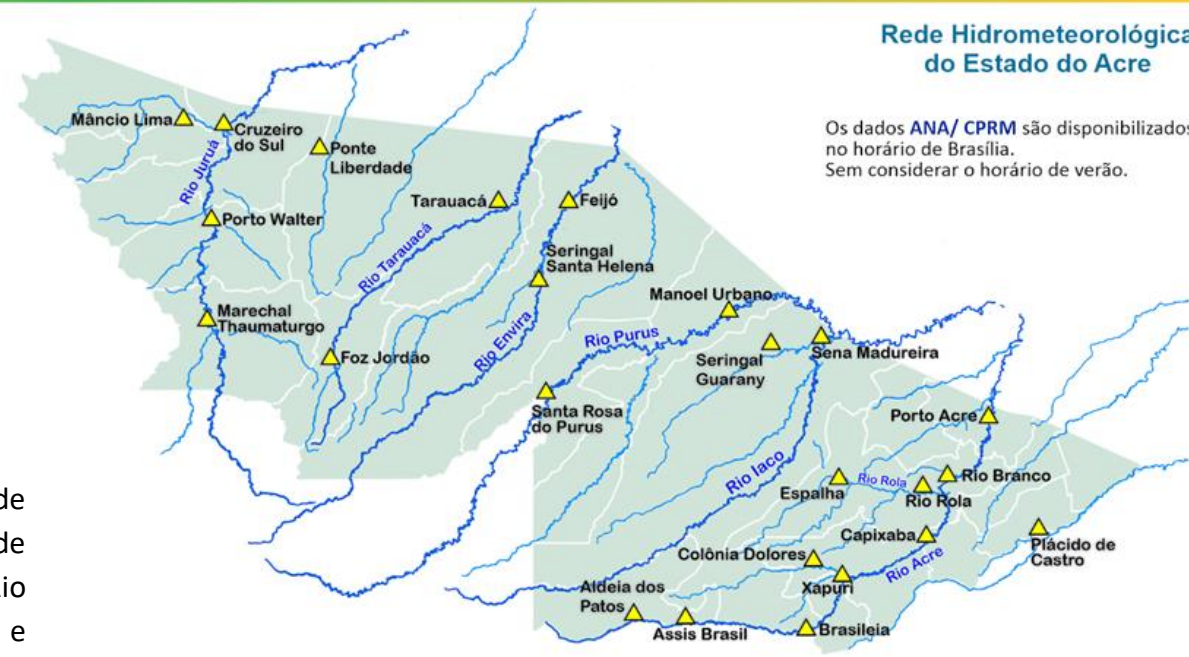 Rede Hidrometeorológica
do Estado do Acre
Os dados ANA/ CPRM são disponibilizados
no horário de Brasília.
Sem considerar o horário de verão.
Mâncio Lima
Cruzeiro
do Sul
Ponte
Liberdade
Rio Juruá
Tarauacá
Feijó
Porto Walter
Rio Tarauacá
Seringal
Santa Helena
Manoel Urbano
Marechal
Thaumaturgo
Rio Envira
Rio Purus
Foz Jordão
Seringal
Guarany
Sena Madureira
Santa Rosa
do Purus
Porto Acre
Rio Iaco
Espalha
Rio Rola
Rio Rola
Rio Branco
Capixaba
Plácido de
Castro
Colônia Dolores
Rio Acre
Xapuri
Aldeia dos
Patos
Assis Brasil
Brasileia
de
de
io
e